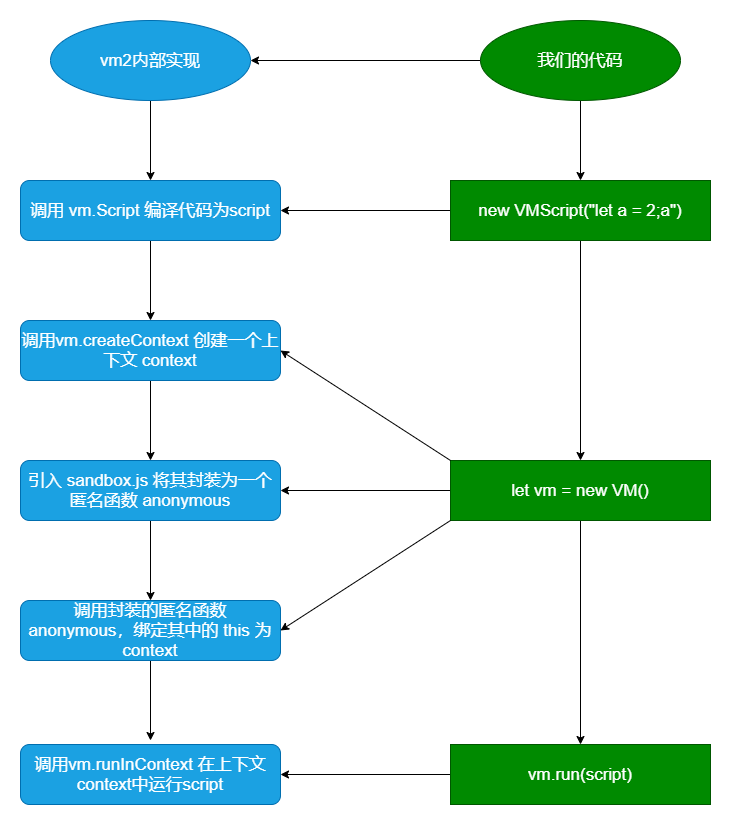 vm2内部实现
我们的代码
调用 vm.Script 编译代码为script
new VMScript("let a = 2;a")
调用vm.createContext 创建一个上
下文 context
引入 sandbox.js 将其封装为一个
匿名函数 anonymous
let vm = new VM()
调用封装的匿名函数
anonymous，绑定其中的 this 为
context
调用vm.runInContext 在上下文
context中运行script
vm.run(script)